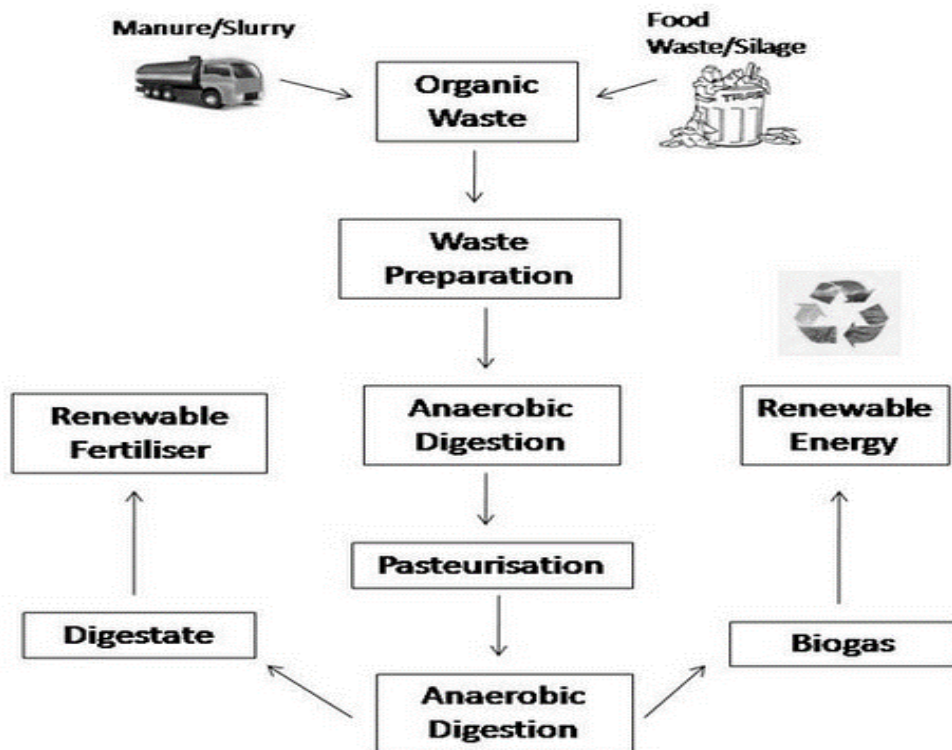 Manure/Slurry
Food
Waste/Silage
Organic
Waste
TRASH
Waste
Preparation
Renewable
Fertiliser
Anaerobic
Digestion
Renewable
Energy
Pasteurisation
Digestate
Biogas
Anaerobic
Digestion